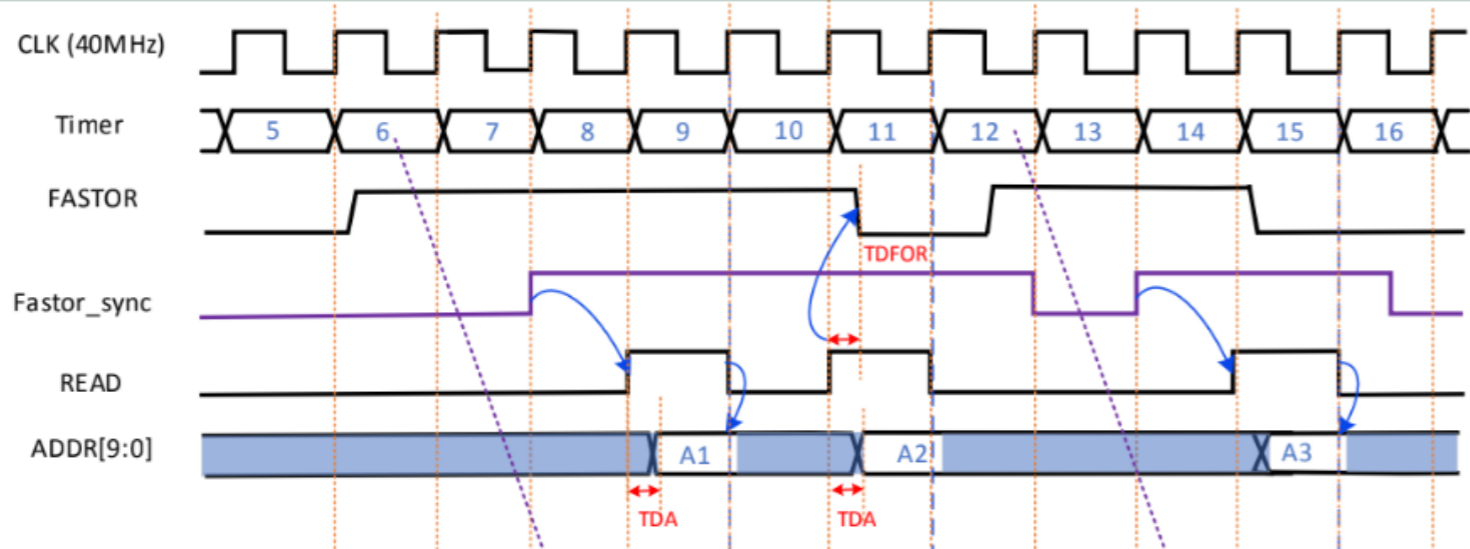 CLK (40MHz)
Timer 5 6 7 8 9 10 11 12 13 14 15 16
FASTOR
TDFOR
Fastor_sync
READ
ADDR[9:0] A1 A2 A3
TDA TDA